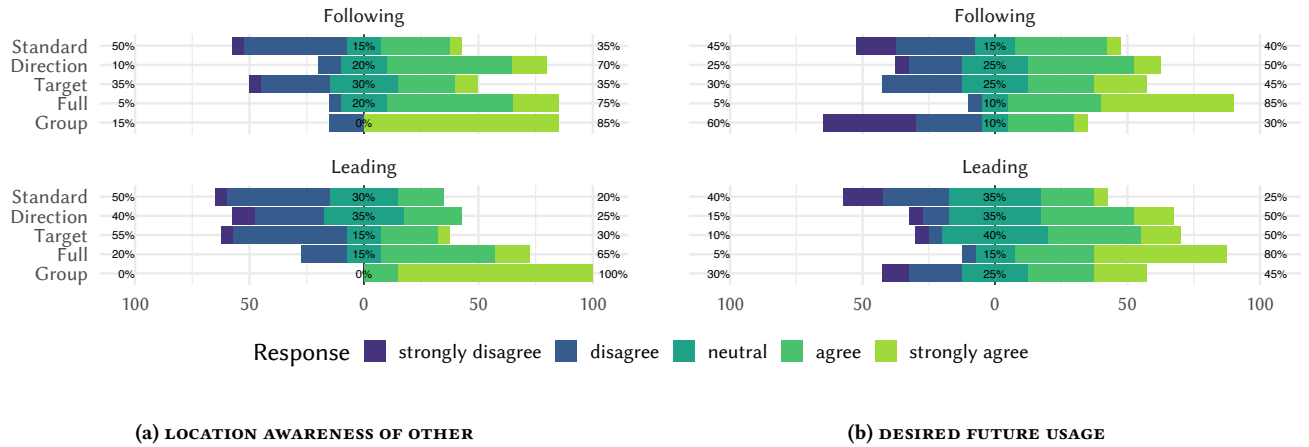 Following
Standard 50% 15% 35%
Direction 10% 20% 70%
Target 35% 30% 35%
Full 5% 20% 75%
Group 15% 0% 85%
Leading
Standard 50% 30% 20%
Direction 40% 35% 25%
Target 55% 15% 30%
Full 20% 15% 65%
Group 0% 0% 100%
100 50 0 50 100
Following
45% 15% 40%
25% 25% 50%
30% 25% 45%
5% 10% 85%
60% 10% 30%
Leading
40% 35% 25%
15% 35% 50%
10% 40% 50%
5% 15% 80%
30% 25% 45%
100 50 0 50 100
Response strongly disagree disagree neutral agree strongly agree
(a) LOCATION AWARENESS OF OTHER
(b) DESIRED FUTURE USAGE